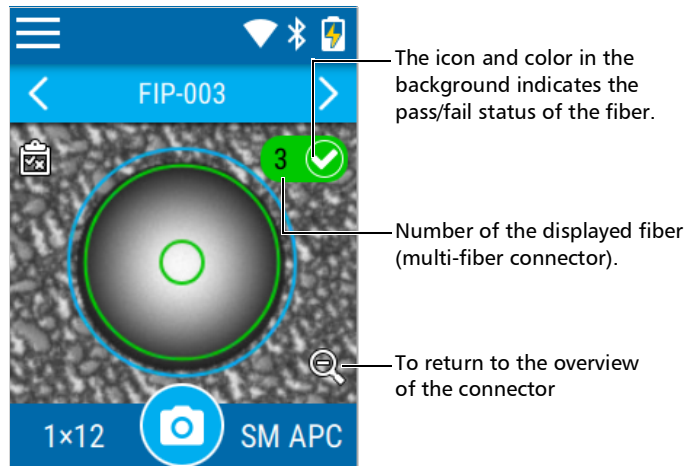 FIP-003
3
1×12
SM APC
The icon and color in the
background indicates the
pass/fail status of the fiber.
Number of the displayed fiber
(multi-fiber connector).
To return to the overview
of the connector